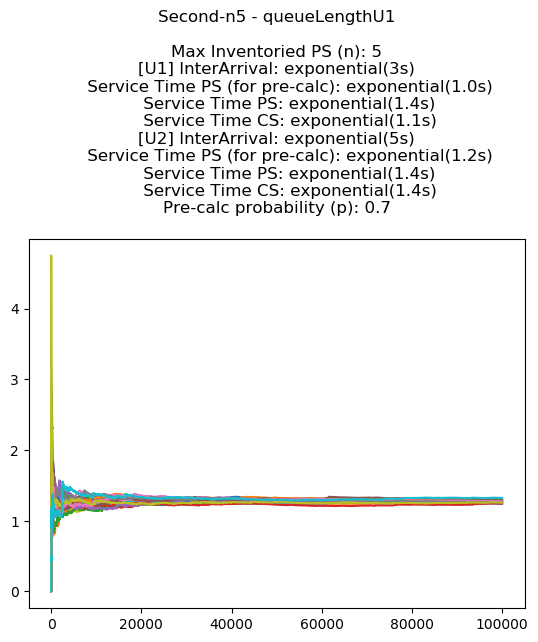 Second-n5 - queueLengthU1
Max Inventoried PS (n): 5
[U1] InterArrival: exponential(3s)
Service Time PS (for pre-calc): exponential(1.0s)
Service Time PS: exponential(1.4s)
Service Time CS: exponential(1.1s)
[U2] InterArrival: exponential(5s)
Service Time PS (for pre-calc): exponential(1.2s)
Service Time PS: exponential(1.4s)
Service Time CS: exponential(1.4s)
Pre-calc probability (p): 0.7
4
3
2
1
0
0 20000 40000 60000 80000 100000